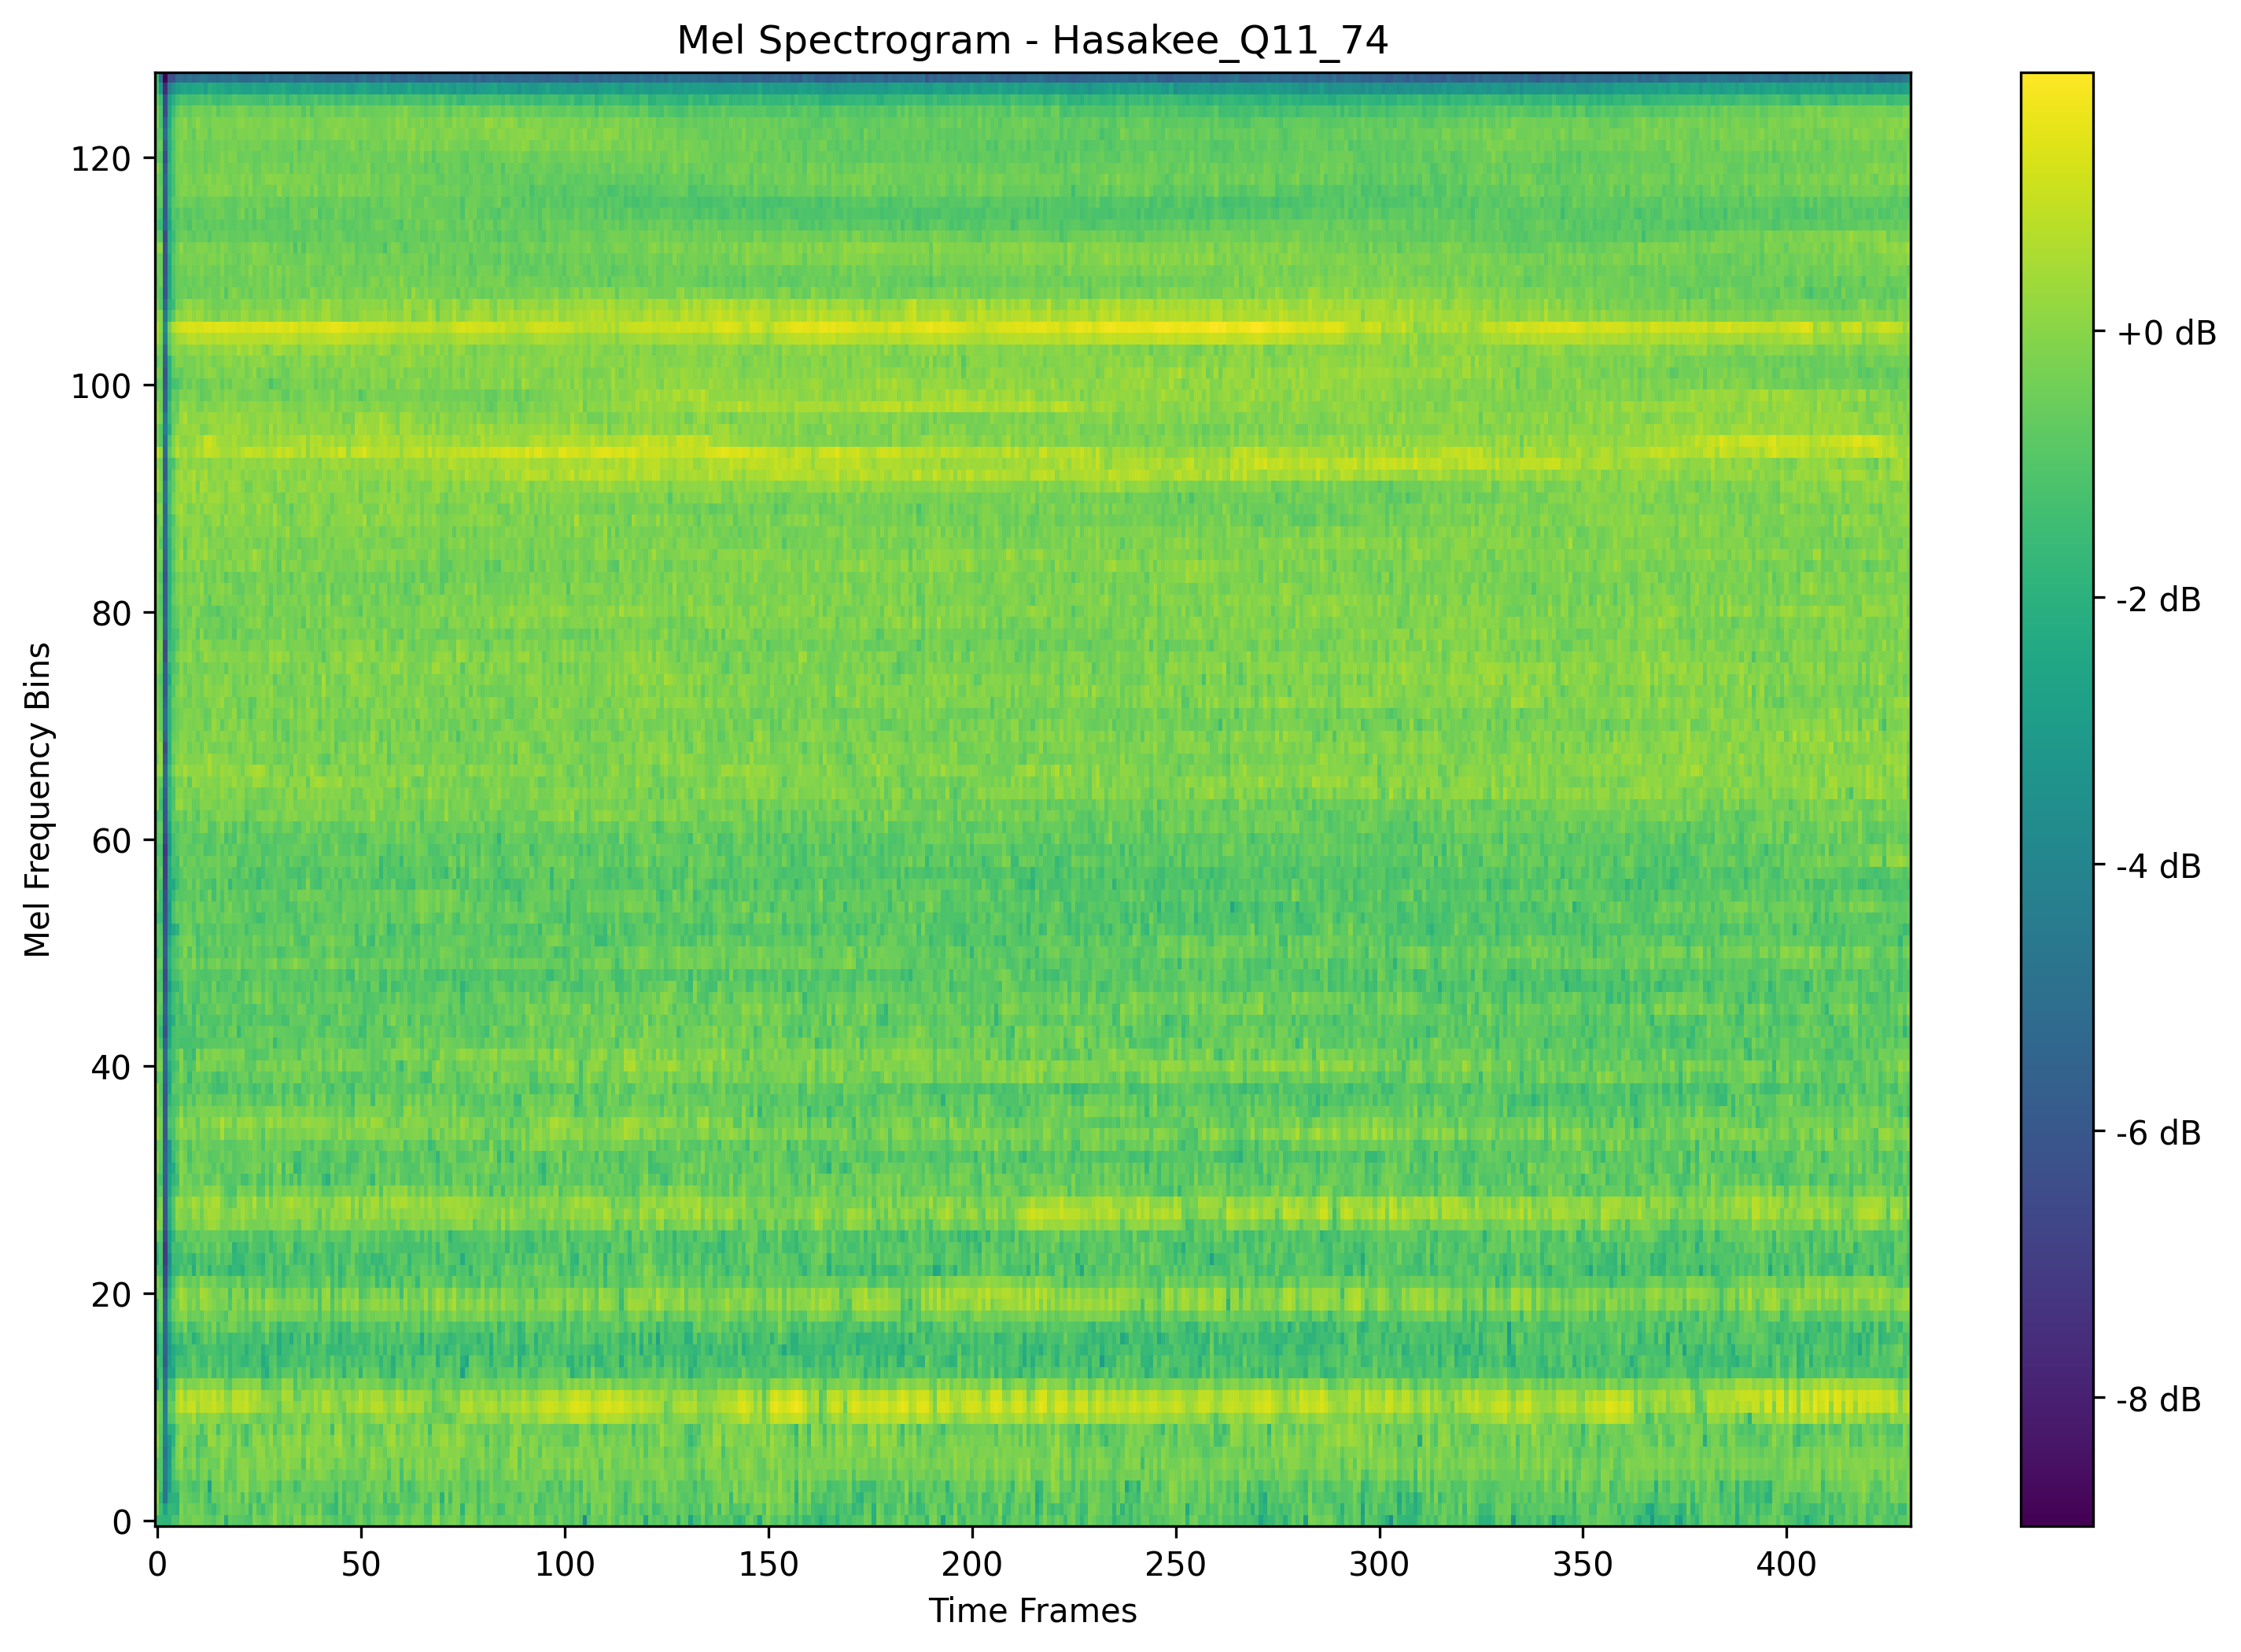 Mel Spectrogram - Hasakee_Q11_74
Mel Frequency Bins
120
100
80
60
40
20
0
0 50 100 150 200 250 300 350 400
Time Frames
+0 dB
-2 dB
-4 dB
-6 dB
-8 dB